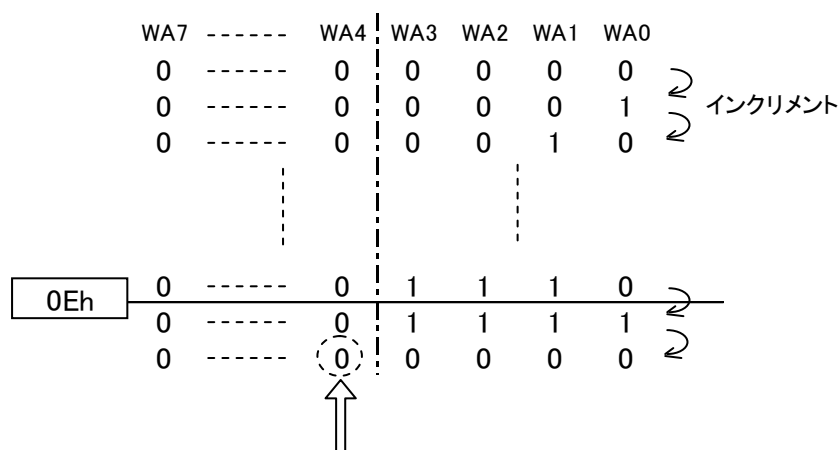 WA7 ------ WA4 WA3 WA2 WA1 WA0
0 ------ 0 0 0 0 0
0 ------ 0 0 0 0 1 インクリメント
0 ------ 0 0 0 1 0
0 ------ 0 1 1 1 0
0Eh
0 ------ 0 1 1 1 1
0 ------ 0 0 0 0 0